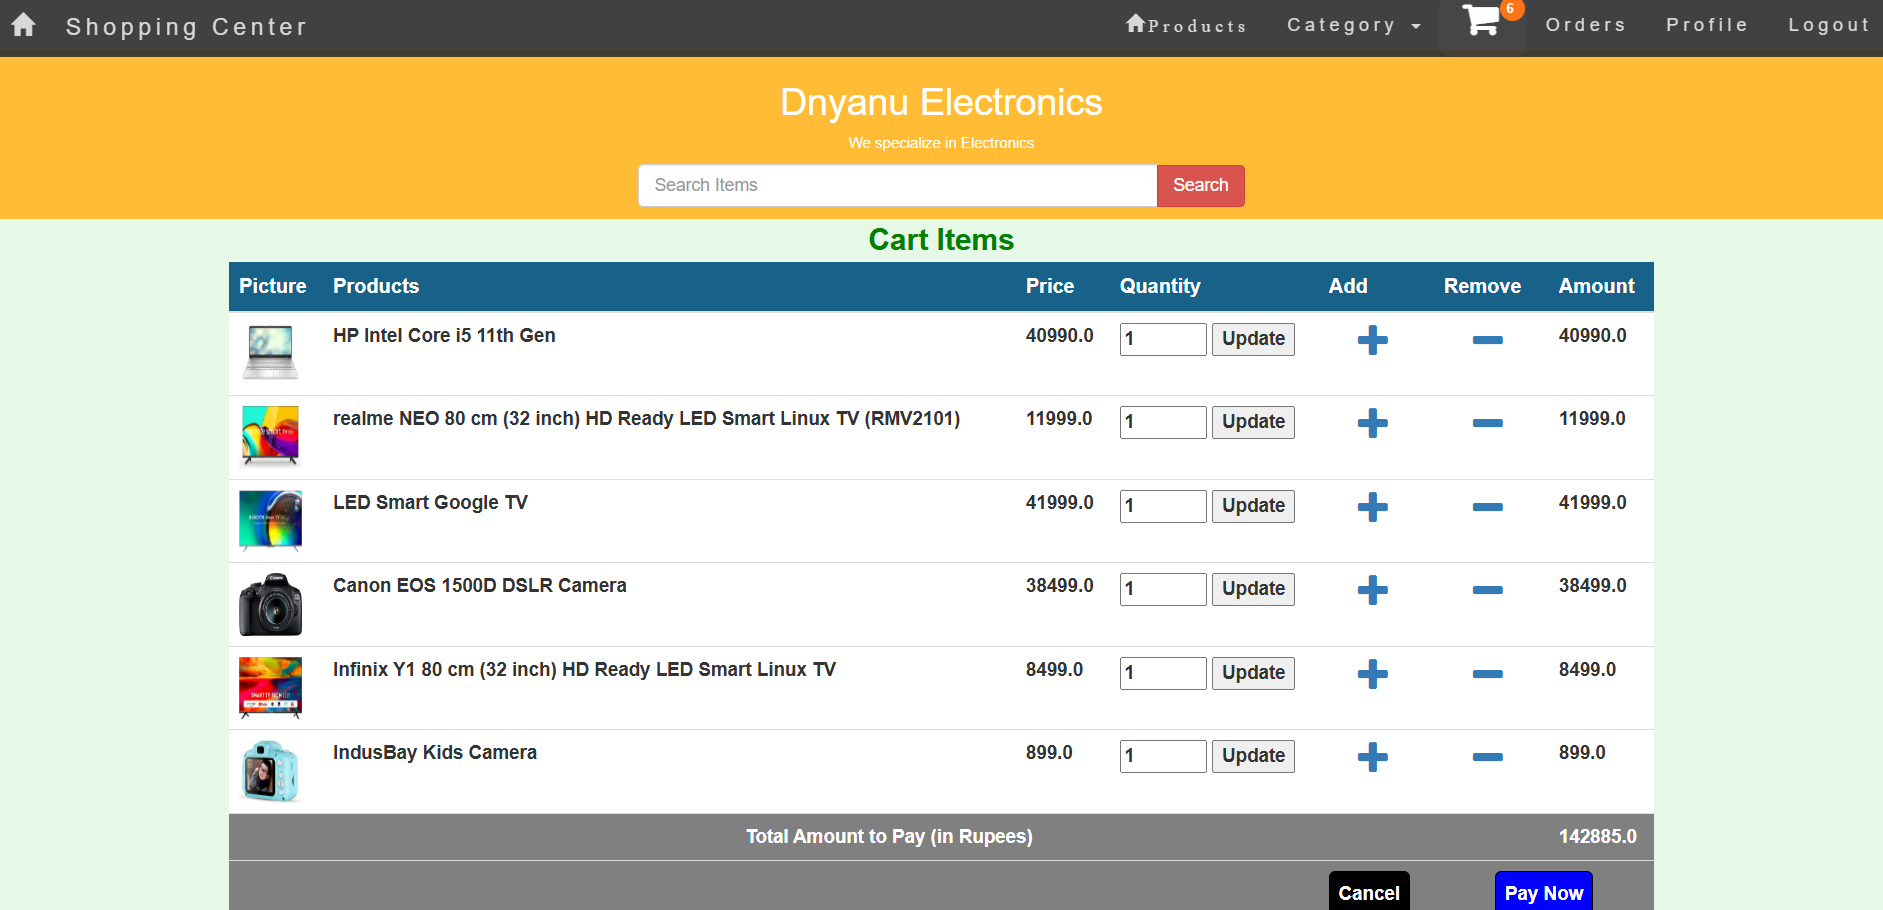 Shopping Center Products Category 6 Orders Profile Logout
Dnyanu Electronics
We specialize in Electronics
Search Items Search
Cart Items
Picture Products Price Quantity Add Remove Amount
HP Intel Core i5 11th Gen 40990.0 1 Update 40990.0
realme NEO 80 cm (32 inch) HD Ready LED Smart Linux TV (RMV2101) 11999.0 1 Update 11999.0
LED Smart Google TV 41999.0 1 Update 41999.0
Canon EOS 1500D DSLR Camera 38499.0 1 Update 38499.0
Infinix Y1 80 cm (32 inch) HD Ready LED Smart Linux TV 8499.0 1 Update 8499.0
IndusBay Kids Camera 899.0 1 Update 899.0
Total Amount to Pay (in Rupees) 142885.0
Cancel Pay Now